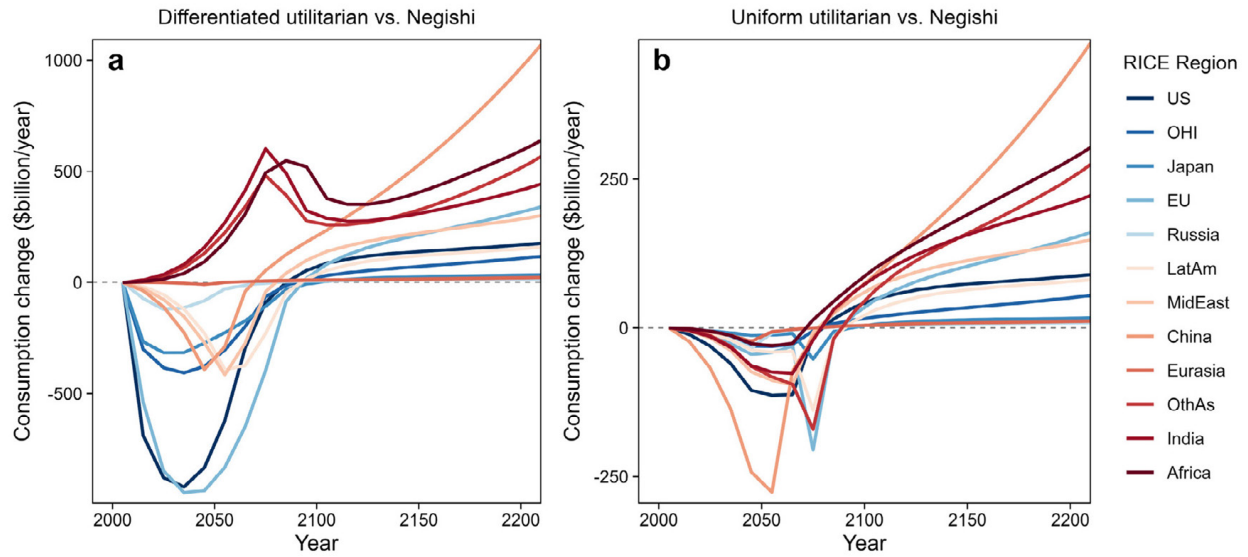 Differentiated utilitarian vs. Negishi
Uniform utilitarian vs. Negishi
a
b
Consumption change ($billion/year)
1000
500
0
-500
2000
2050
2100
2150
2200
Year
Consumption change ($billion/year)
250
0
-250
2000
2050
2100
2150
2200
Year
RICE Region
US
OHI
Japan
EU
Russia
LatAm
MidEast
China
Eurasia
OthAs
India
Africa